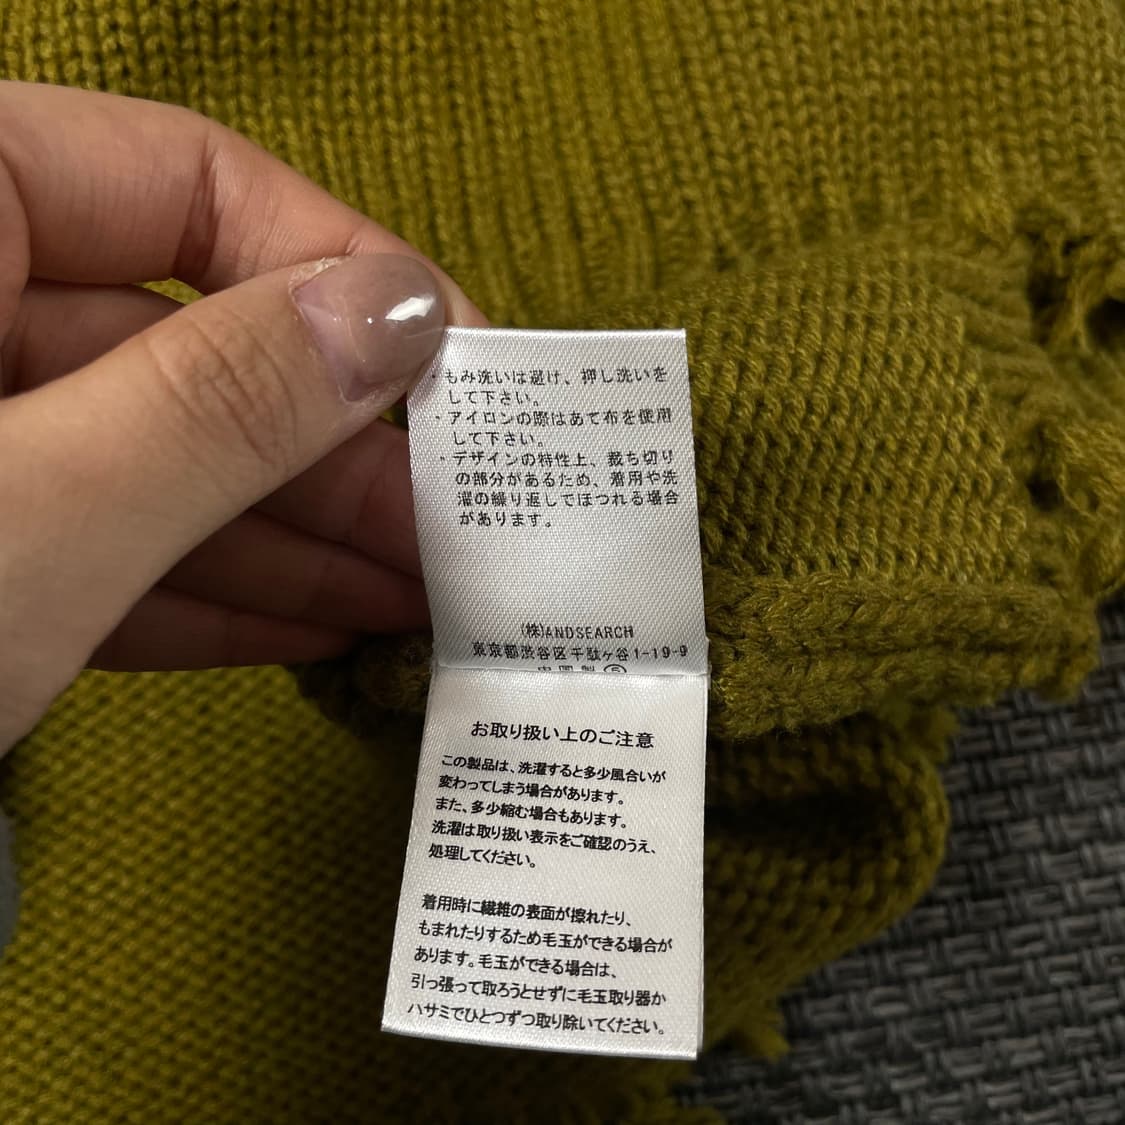 ・もみ洗いは避け、押し洗いを
して下さい。
・アイロンの際はあて布を使用
して下さい。
・デザインの特性上、裁ち切り
の部分があるため、着用や洗
濯の繰り返しでほつれる場合
があります。
(株)ANDSEARCH
東京都渋谷区千駄ヶ谷1-19-9
中国製⑤
お取り扱い上のご注意
この製品は、洗濯すると多少風合いが
変わってしまう場合があります。
また、多少縮む場合もあります。
洗濯は取り扱い表示をご確認のうえ、
処理してください。
着用時に繊維の表面が擦れたり、
もまれたりするため毛玉ができる場合が
あります。毛玉ができる場合は、
引っ張って取ろうとせずに毛玉取り器か
ハサミでひとつずつ取り除いてください。